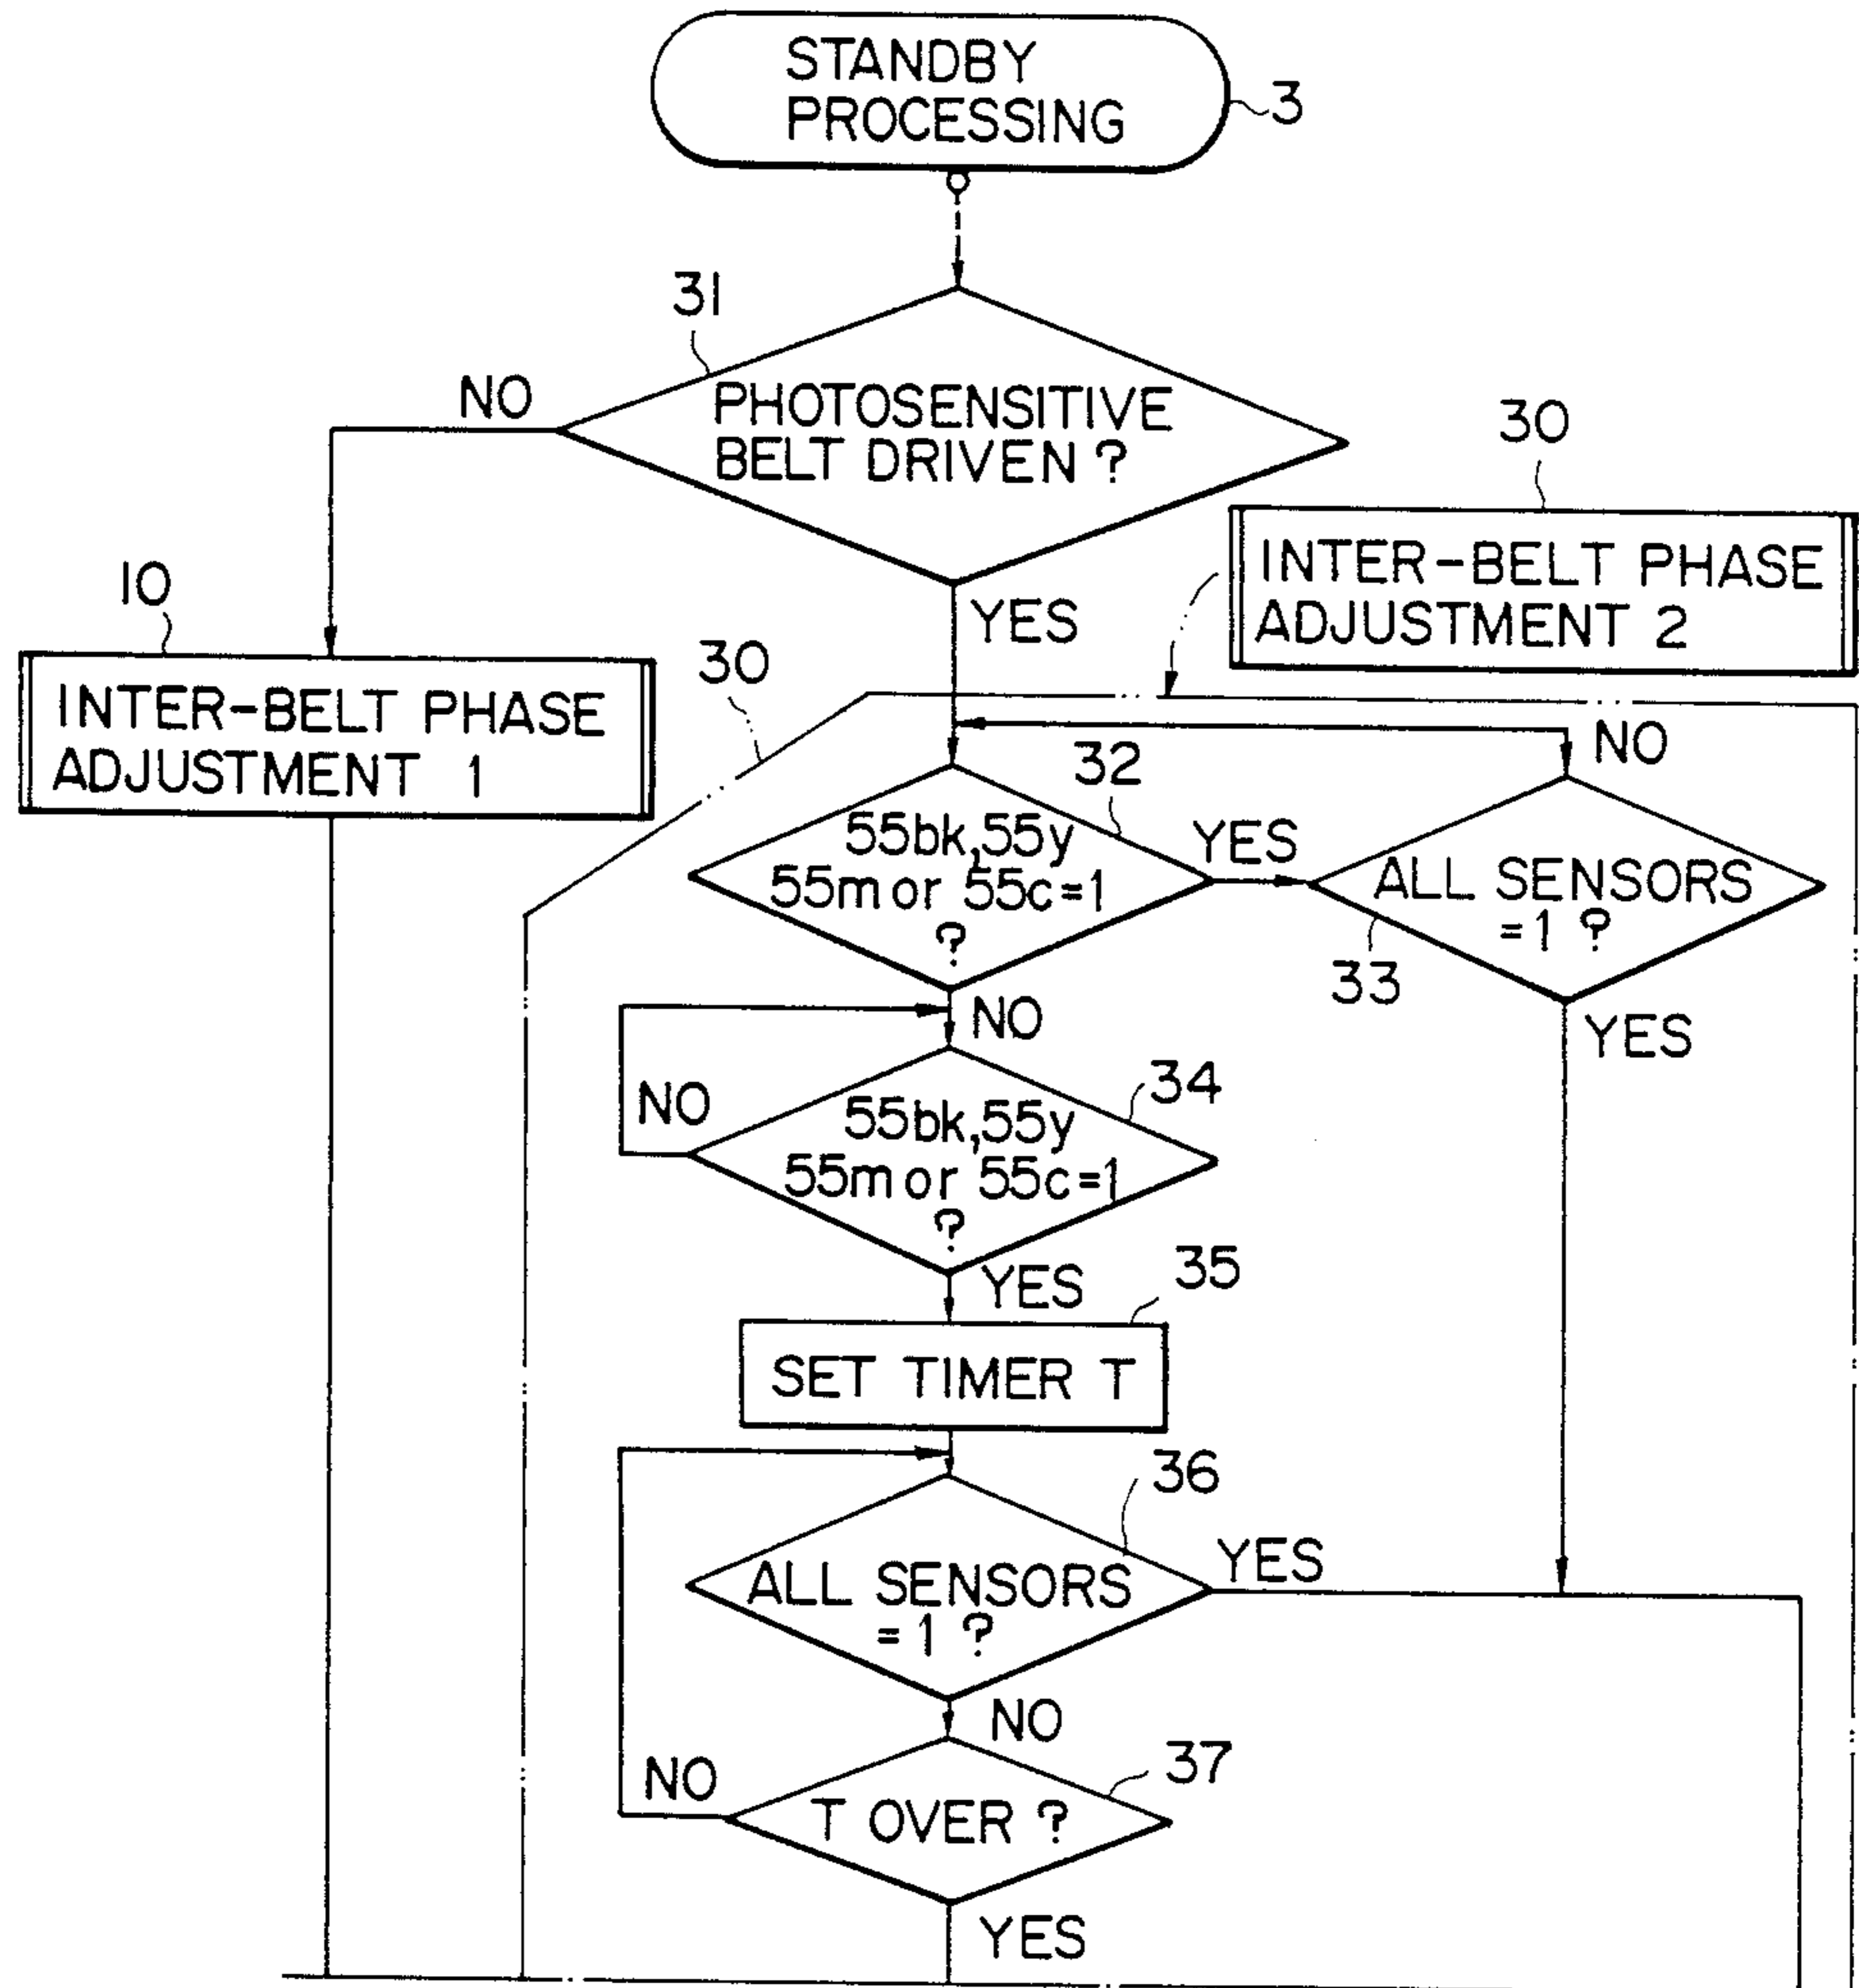 STANDBY
PROCESSING
3
31
NO
PHOTOSENSITIVE
BELT DRIVEN ?
30
INTER-BELT PHASE
ADJUSTMENT 2
YES
10
INTER-BELT PHASE
ADJUSTMENT 1
30
NO
32
55bk,55y
55m or 55c=1
?
YES
ALL SENSORS
=1 ?
33
NO
YES
34
NO
55bk,55y
55m or 55c=1
?
YES
35
SET TIMER T
36
ALL SENSORS
=1 ?
YES
NO
37
NO
T OVER ?
YES